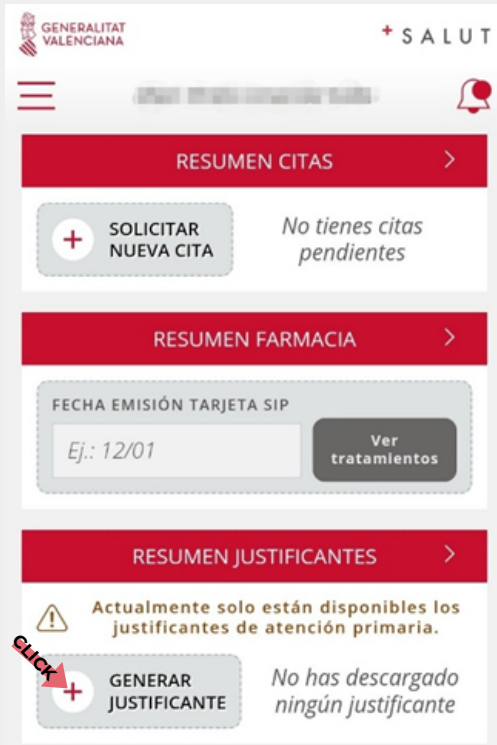 GENERALITAT
VALENCIANA
+ SALUT
RESUMEN CITAS
SOLICITAR
NUEVA CITA
No tienes citas
pendientes
RESUMEN FARMACIA
FECHA EMISIÓN TARJETA SIP
Ej.: 12/01
Ver
tratamientos
RESUMEN JUSTIFICANTES
Actualmente solo están disponibles los
justificantes de atención primaria.
CLICK
GENERAR
JUSTIFICANTE
No has descargado
ningún justificante